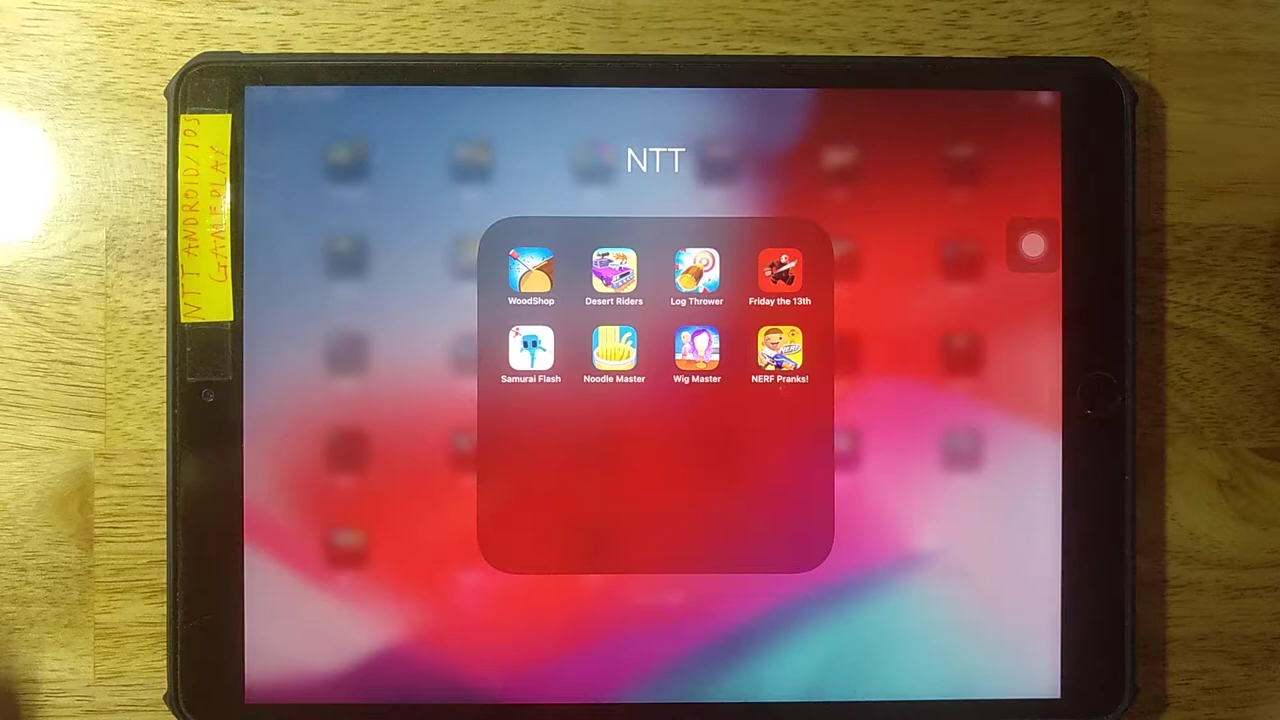 NTT ANDROID/IOS
GAMEPLAY
NTT
WoodShop
Desert Riders
Log Thrower
Friday the 13th
Samurai Flash
Noodle Master
Wig Master
NERF Pranks!
NERF